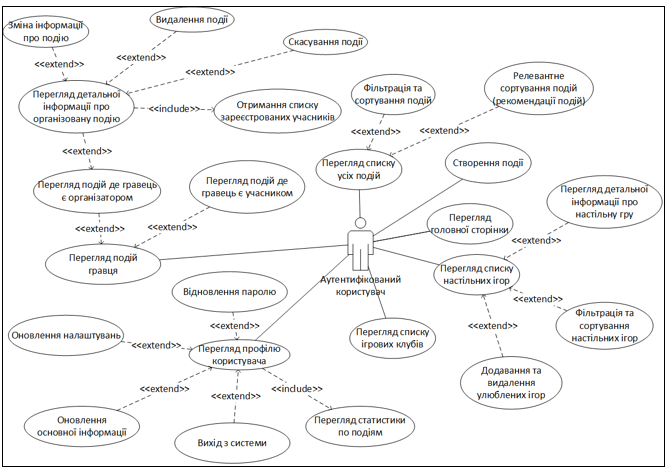 Зміна інформації
про подію
<<extend>>
Видалення події
<<extend>>
Скасування події
<<extend>>
Перегляд детальної
інформації про
організовану подію
<<include>>
Отримання списку
зареєстрованих учасників
<<extend>>
Фільтрація та
сортування подій
<<extend>>
Релевантне
сортування подій
(рекомендації подій)
<<extend>>
Перегляд списку
усіх подій
Створення події
Перегляд подій де гравець
є організатором
<<extend>>
Перегляд подій де
гравець є учасником
<<extend>>
Перегляд подій
гравця
Перегляд
головної сторінки
Перегляд детальної
інформації про
настільну гру
<<extend>>
Аутентифікований
користувач
Перегляд списку
настільних ігор
<<extend>>
Фільтрація та
сортування
настільних ігор
<<extend>>
Додавання та
видалення
улюблених ігор
Перегляд списку
ігрових клубів
Відновлення паролю
<<extend>>
Оновлення налаштувань
<<extend>>
Перегляд профілю
користувача
<<extend>>
<<extend>>
<<include>>
Оновлення
основної інформації
Вихід з системи
Перегляд статистики
по подіям